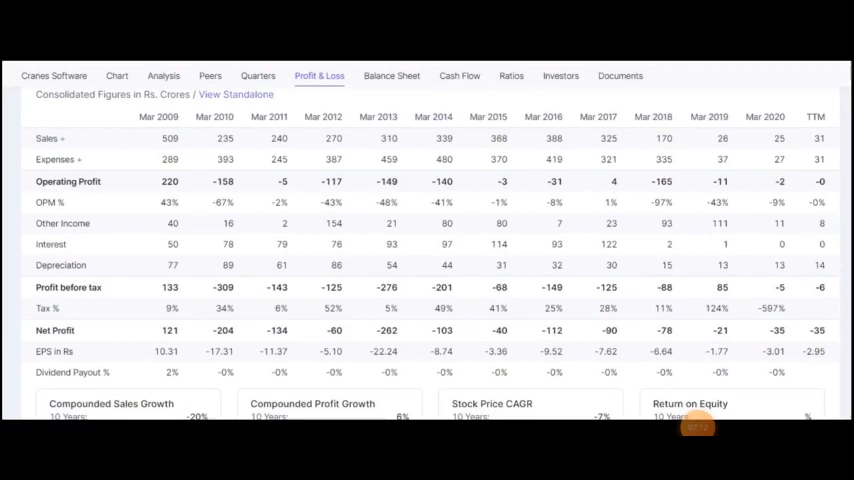 Cranes Software Chart Analysis Peers Quarters Profit & Loss Balance Sheet Cash Flow Ratios Investors Documents
Consolidated Figures in Rs. Crores / View Standalone
Mar 2009 Mar 2010 Mar 2011 Mar 2012 Mar 2013 Mar 2014 Mar 2015 Mar 2016 Mar 2017 Mar 2018 Mar 2019 Mar 2020 TTM
Sales + 509 235 240 270 310 339 368 388 325 170 26 25 31
Expenses + 289 393 245 387 459 480 370 419 321 335 37 27 31
Operating Profit 220 -158 -5 -117 -149 -140 -3 -31 4 -165 -11 -2 -0
OPM % 43% -67% -2% -43% -48% -41% -1% -8% 1% -97% -43% -9% -0%
Other Income 40 16 2 154 21 80 80 7 23 93 111 11 8
Interest 50 78 79 76 93 97 114 93 122 2 1 0 0
Depreciation 77 89 61 86 54 44 31 32 30 15 13 13 14
Profit before tax 133 -309 -143 -125 -276 -201 -68 -149 -125 -88 85 -5 -6
Tax % 9% 34% 6% 52% 5% 49% 41% 25% 28% 11% 124% -597%
Net Profit 121 -204 -134 -60 -262 -103 -40 -112 -90 -78 -21 -35 -35
EPS in Rs 10.31 -17.31 -11.37 -5.10 -22.24 -8.74 -3.36 -9.52 -7.62 -6.64 -1.77 -3.01 -2.95
Dividend Payout % 2% -0% -0% -0% -0% -0% -0% -0% -0% -0% -0% -0%
Compounded Sales Growth Compounded Profit Growth Stock Price CAGR Return on Equity
10 Years: -20% 10 Years: 6% 10 Years: -7% 10 Years: %